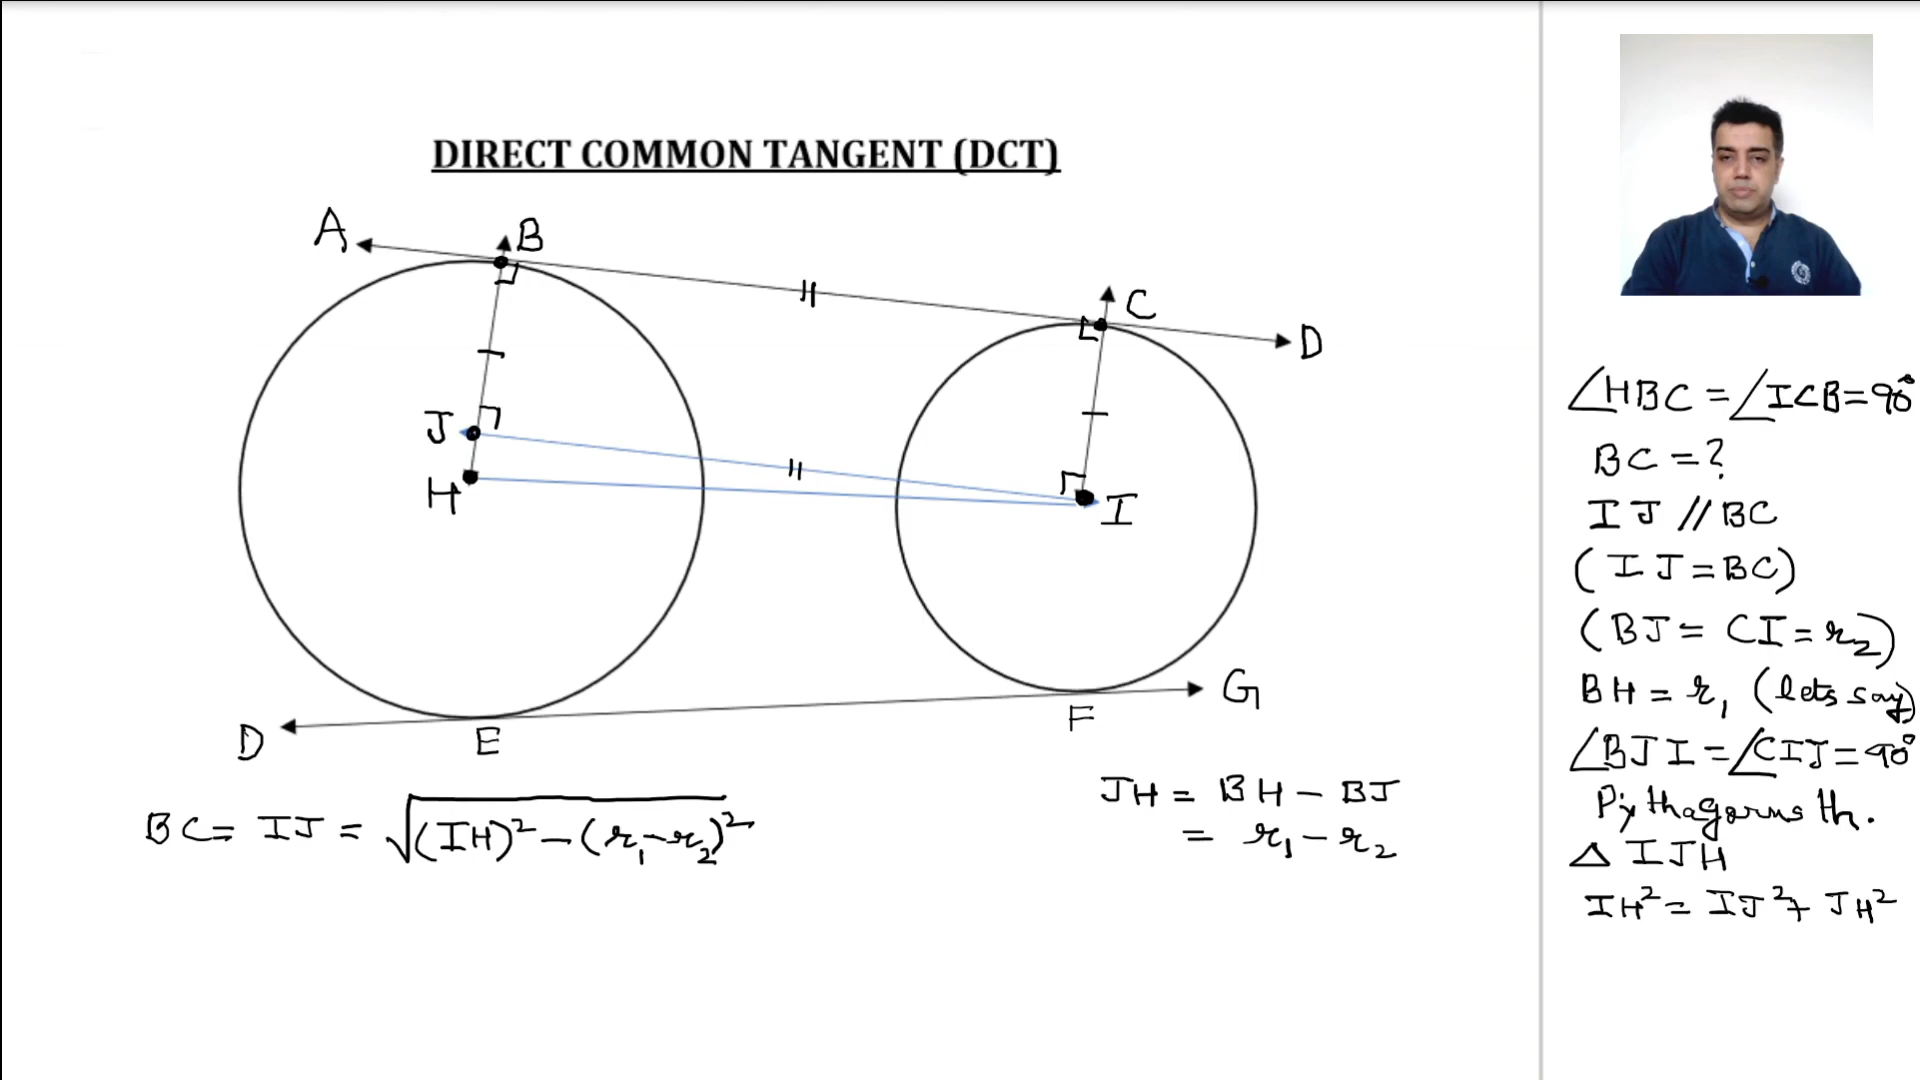 DIRECT COMMON TANGENT (DCT)
A
B
C
D
J
H
I
D
E
F
G
BC = IJ = √(IH)² - (r₁-r₂)²
JH = BH - BJ
= r₁ - r₂
∠HBC = ∠ICB = 90°
BC = ?
IJ // BC
(IJ = BC)
(BJ = CI = r₂)
BH = r₁ (lets say)
∠BJI = ∠CIJ = 90°
Pythagorus th.
△ IJH
IH² = IJ² + JH²